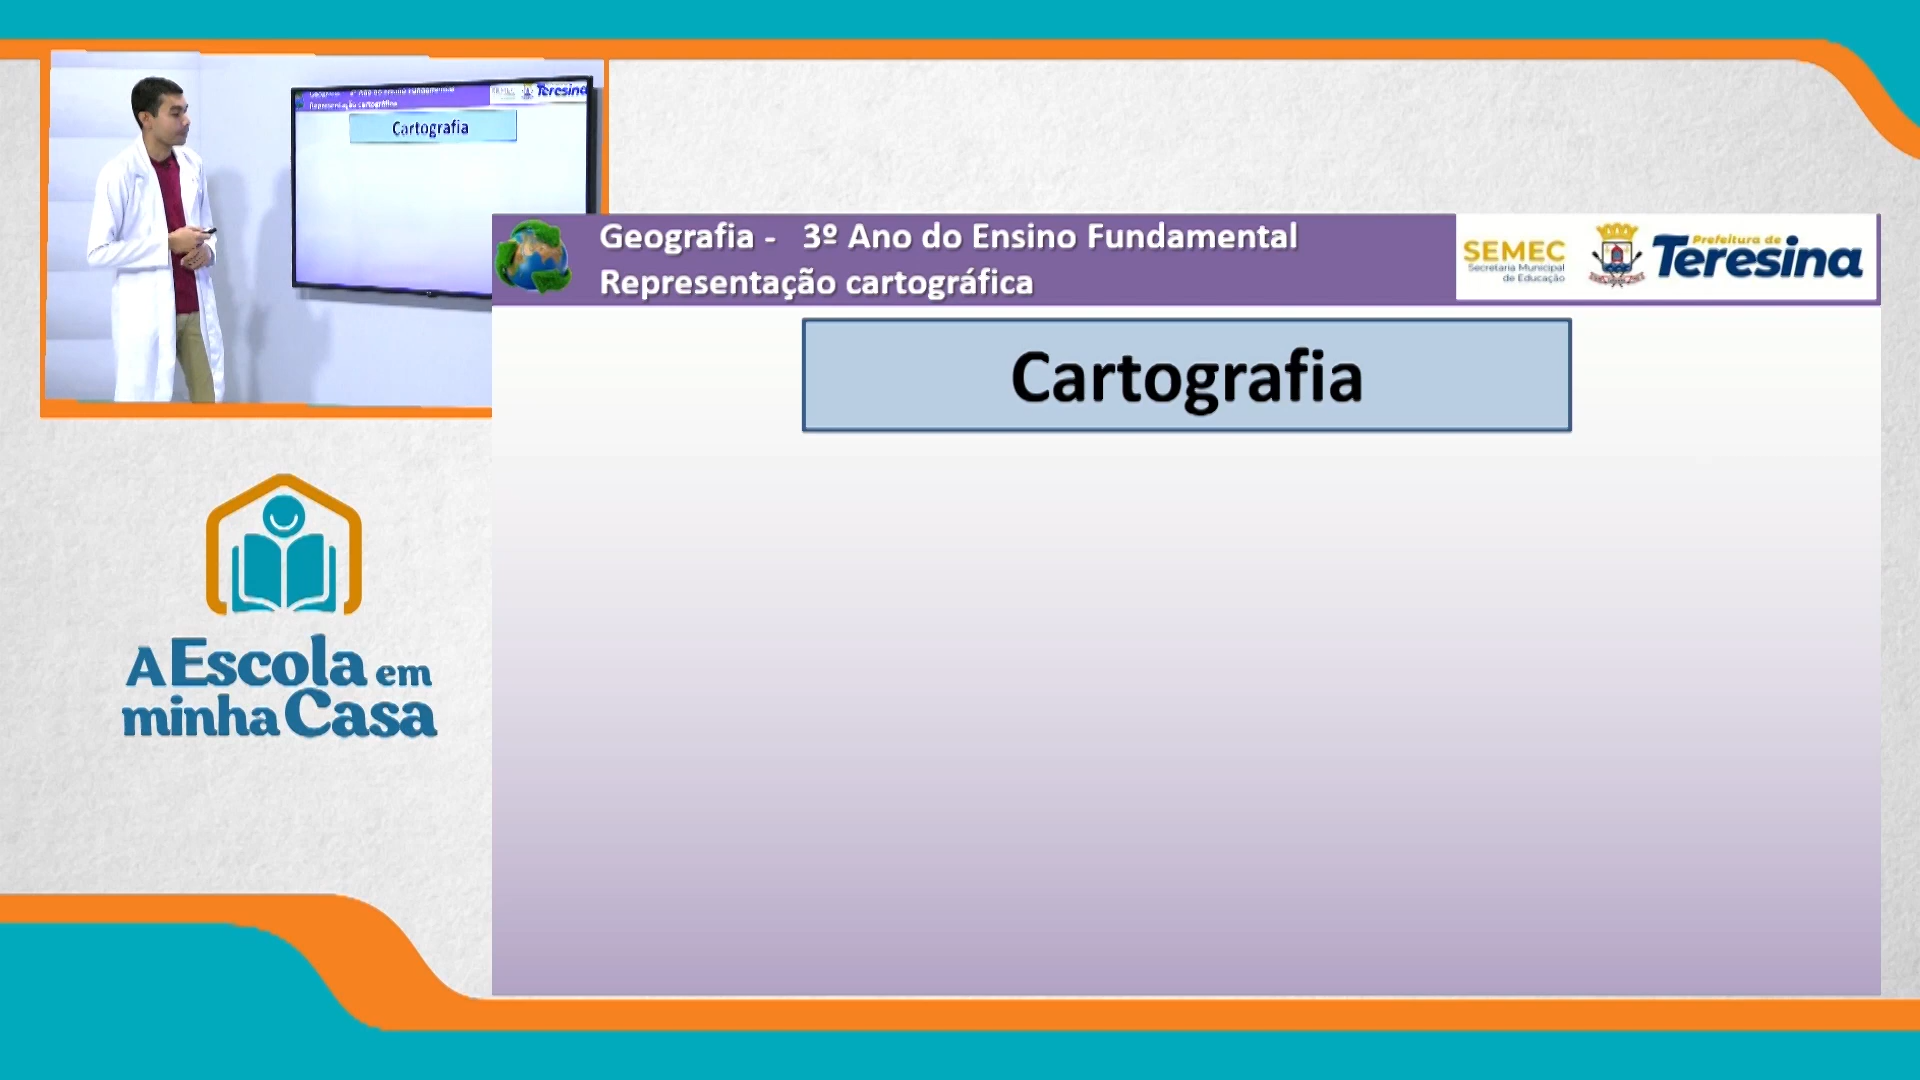 Cartografia
Teresina
Geografia - 3º Ano do Ensino Fundamental
Representação cartográfica
SEMEC
Secretaria Municipal
de Educação
Prefeitura de
Teresina
Cartografia
A Escola em
minha Casa